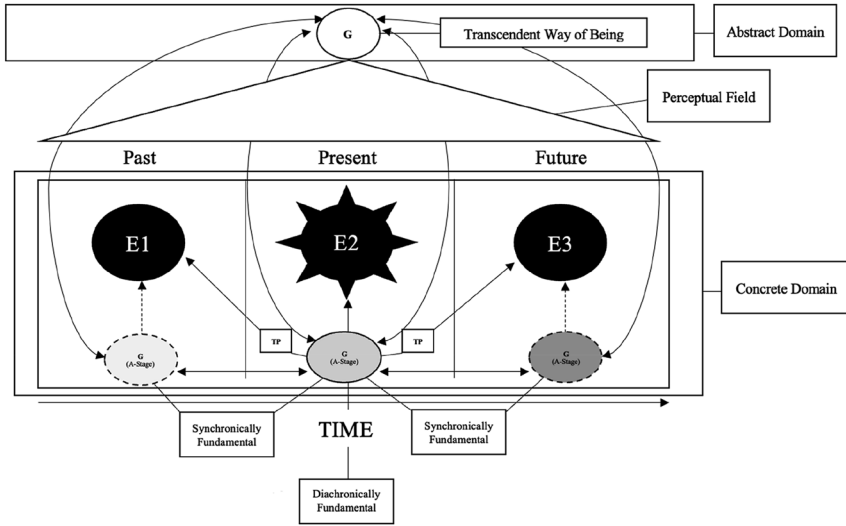 G
Transcendent Way of Being
Abstract Domain
Perceptual Field
Past
Present
Future
E1
E2
E3
Concrete Domain
TP
TP
G
(A-Stage)
G
(A-Stage)
G
(A-Stage)
Synchronically
Fundamental
TIME
Synchronically
Fundamental
Diachronically
Fundamental